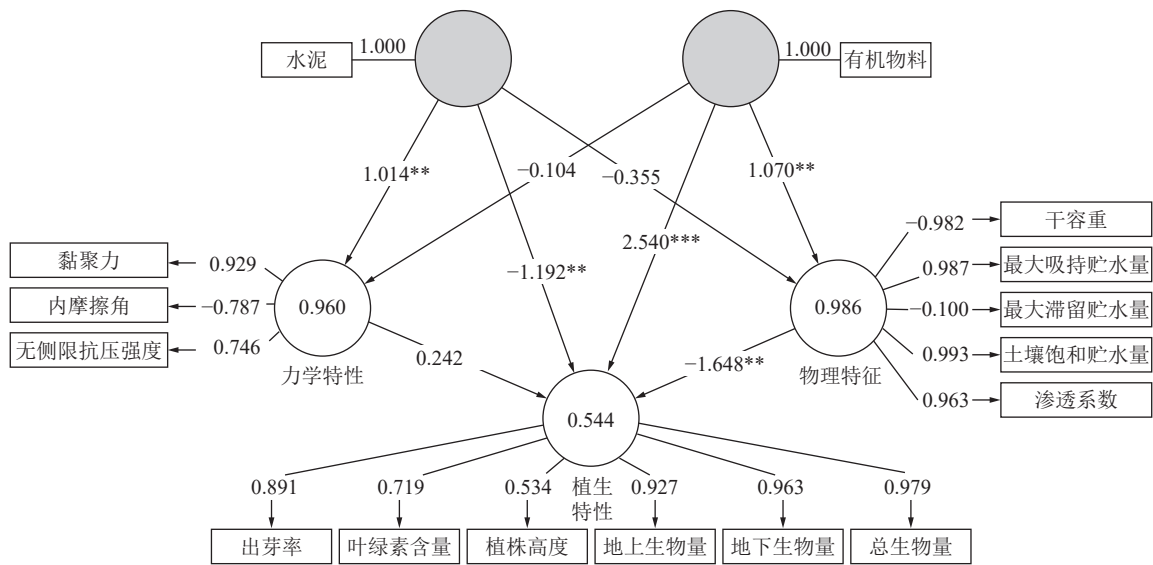 水泥
1.000
1.000
有机物料
1.014**
−0.104
−0.355
1.070**
−1.192**
2.540***
黏聚力
0.929
内摩擦角
−0.787
无侧限抗压强度
0.746
0.960
力学特性
0.242
0.986
物理特征
−1.648**
−0.982
干容重
0.987
最大吸持贮水量
−0.100
最大滞留贮水量
0.993
土壤饱和贮水量
0.963
渗透系数
0.544
植生
特性
0.891
0.719
0.534
0.927
0.963
0.979
出芽率
叶绿素含量
植株高度
地上生物量
地下生物量
总生物量